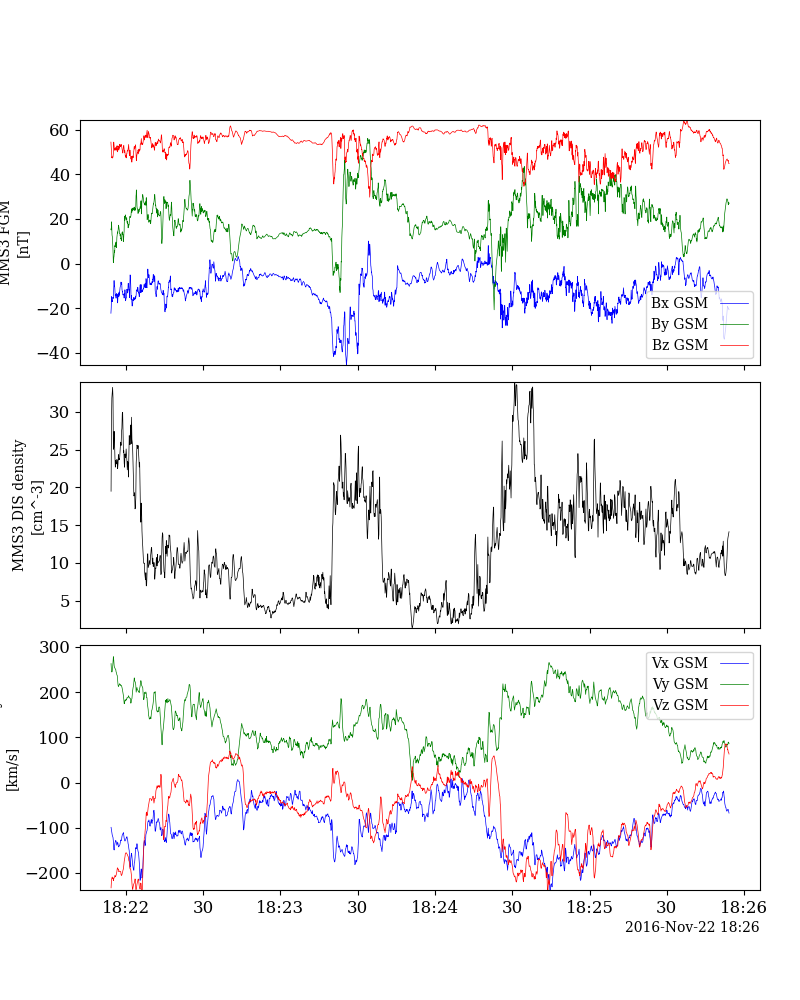 60
40
20
0
−20
−40
MMS3 FGM
[nT]
Bx GSM
By GSM
Bz GSM
30
25
20
15
10
5
MMS3 DIS density
[cm^-3]
300
200
100
0
−100
−200
[km/s]
Vx GSM
Vy GSM
Vz GSM
18:22 30 18:23 30 18:24 30 18:25 30 18:26
2016-Nov-22 18:26